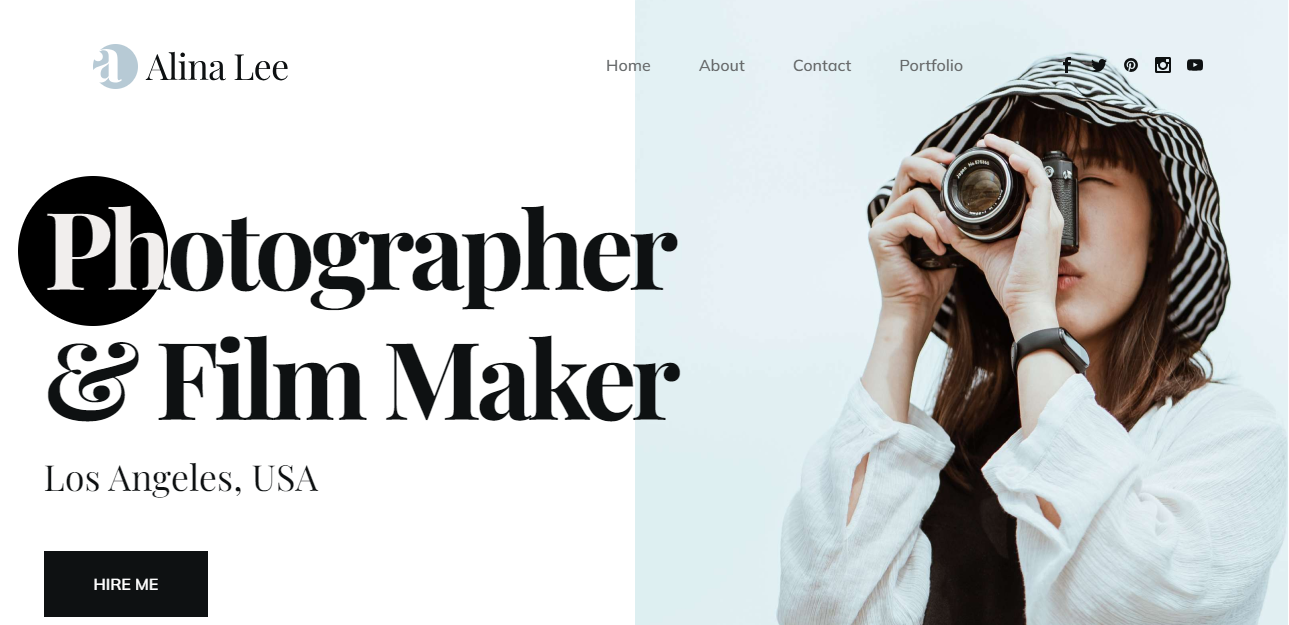 a Alina Lee
Home About Contact Portfolio
Photographer
& Film Maker
Los Angeles, USA
HIRE ME